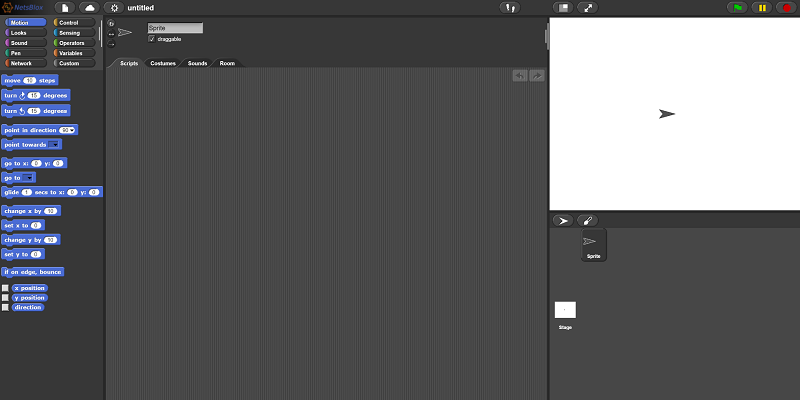 NetsBlox
untitled
Motion
Control
Looks
Sensing
Sound
Operators
Pen
Variables
Network
Custom
Sprite
draggable
Scripts
Costumes
Sounds
Room
move 10 steps
turn 15 degrees
turn 15 degrees
point in direction 90
point towards
go to x: 0 y: 0
go to
glide 1 secs to x: 0 y: 0
change x by 10
set x to 0
change y by 10
set y to 0
if on edge, bounce
x position
y position
direction
Sprite
Stage